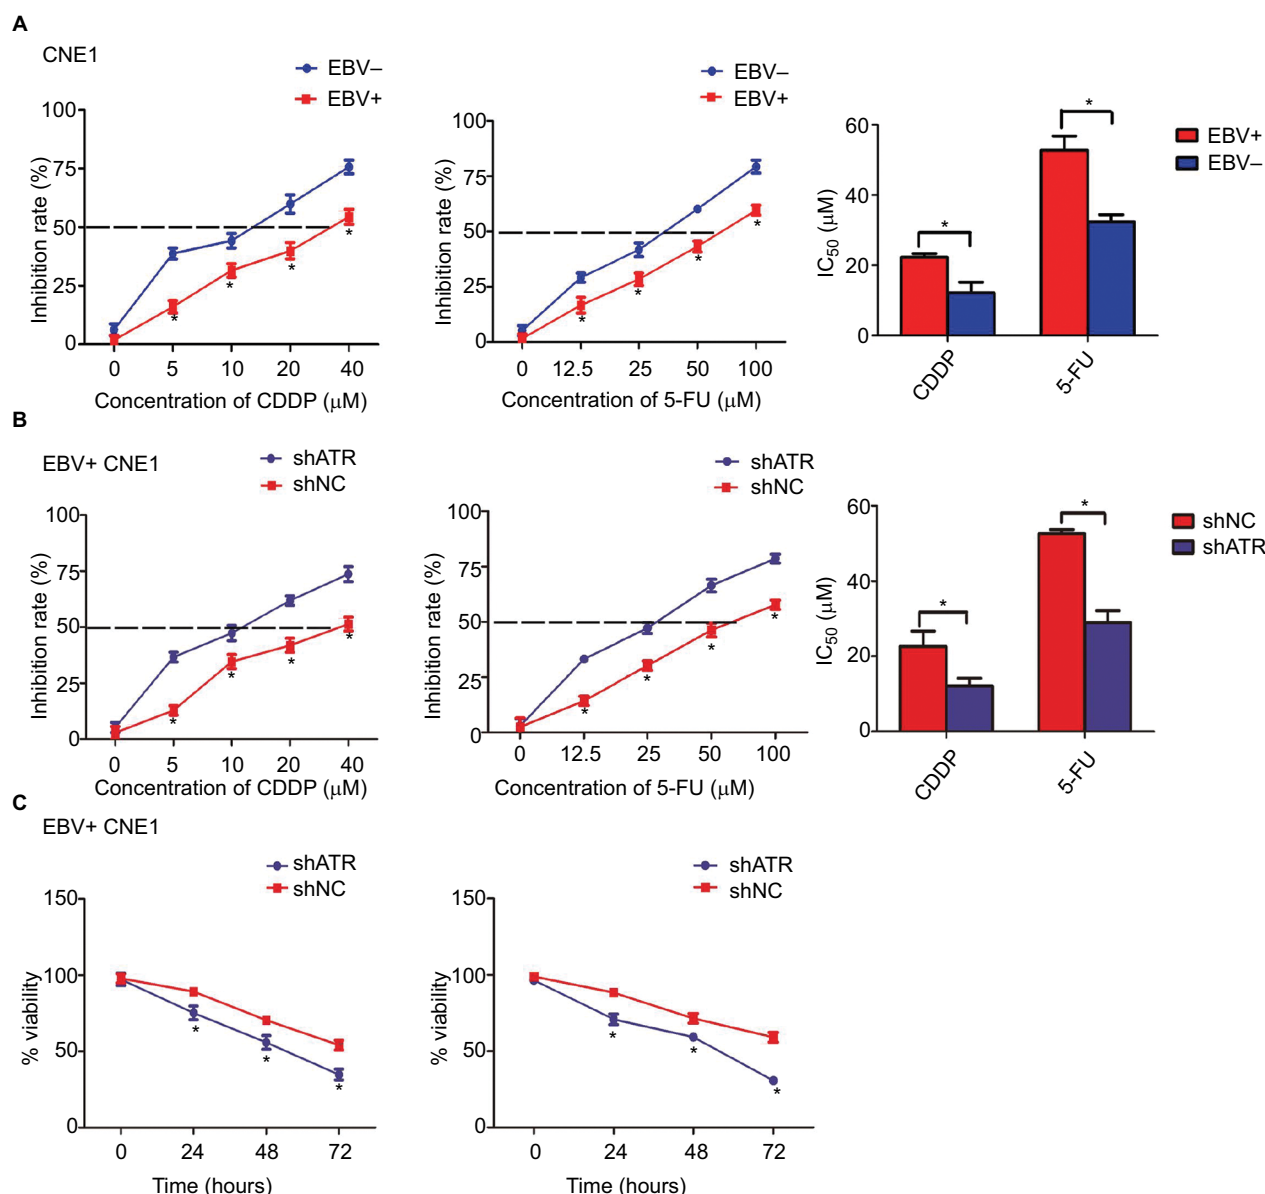 A
CNE1
EBV–
EBV+
100
75
50
25
0
Inhibition rate (%)
*
*
*
*
0 5 10 20 40
Concentration of CDDP (μM)
EBV–
EBV+
100
75
50
25
0
Inhibition rate (%)
*
*
*
*
0 12.5 25 50 100
Concentration of 5-FU (μM)
EBV+
EBV–
60
40
20
0
IC50 (μM)
*
*
CDDP
5-FU
B
EBV+ CNE1
shATR
shNC
100
75
50
25
0
Inhibition rate (%)
*
*
*
*
0 5 10 20 40
Concentration of CDDP (μM)
shATR
shNC
100
75
50
25
0
Inhibition rate (%)
*
*
*
*
0 12.5 25 50 100
Concentration of 5-FU (μM)
shNC
shATR
60
40
20
0
IC50 (μM)
*
*
CDDP
5-FU
C
EBV+ CNE1
shATR
shNC
150
100
50
0
% viability
*
*
*
0 24 48 72
Time (hours)
shATR
shNC
150
100
50
0
% viability
*
*
*
0 24 48 72
Time (hours)